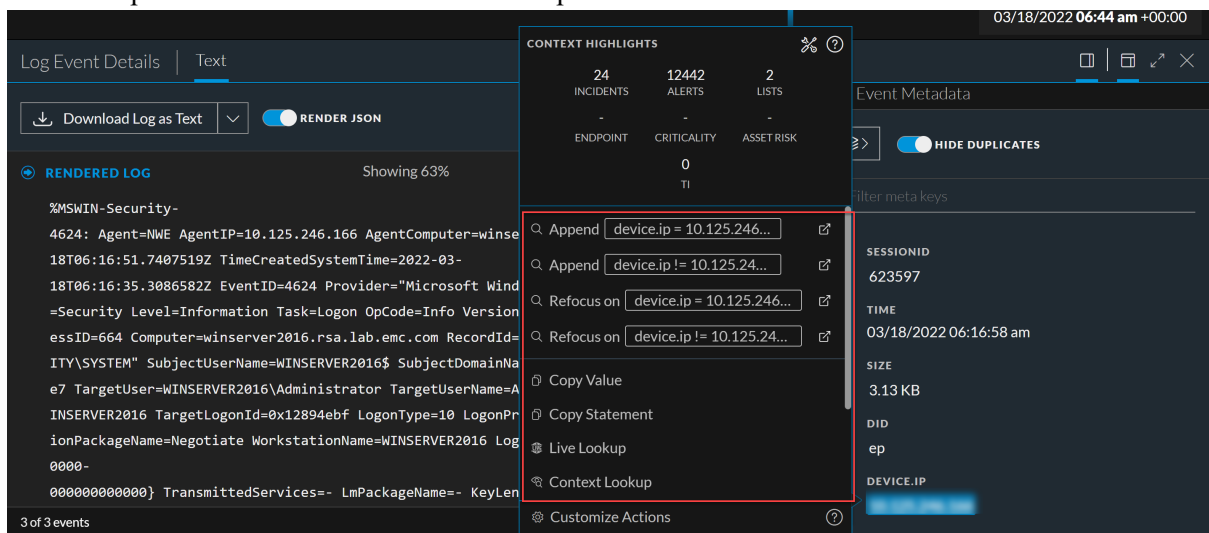 03/18/2022 06:44 am +00:00
Log Event Details | Text
Download Log as Text
RENDER JSON
RENDERED LOG
Showing 63%
%MSWIN-Security-
4624: Agent=NWE AgentIP=10.125.246.166 AgentComputer=winse
18T06:16:51.7407519Z TimeCreatedSystemTime=2022-03-
18T06:16:35.3086582Z EventID=4624 Provider="Microsoft Wind
=Security Level=Information Task=Logon OpCode=Info Version
essID=664 Computer=winserver2016.rsa.lab.emc.com RecordId=
ITY\SYSTEM" SubjectUserName=WINSERVER2016$ SubjectDomainNa
e7 TargetUser=WINSERVER2016\Administrator TargetUserName=A
INSERVER2016 TargetLogonId=0x12894ebf LogonType=10 LogonPr
ionPackageName=Negotiate WorkstationName=WINSERVER2016 Log
0000-
000000000000} TransmittedServices=- LmPackageName=- KeyLen
3 of 3 events
CONTEXT HIGHLIGHTS
24 12442 2
INCIDENTS ALERTS LISTS
- - -
ENDPOINT CRITICALITY ASSET RISK
0
TI
Append device.ip = 10.125.246...
Append device.ip != 10.125.24...
Refocus on device.ip = 10.125.246...
Refocus on device.ip != 10.125.24...
Copy Value
Copy Statement
Live Lookup
Context Lookup
Customize Actions
Event Metadata
HIDE DUPLICATES
Filter meta keys
SESSIONID
623597
TIME
03/18/2022 06:16:58 am
SIZE
3.13 KB
DID
ep
DEVICE.IP